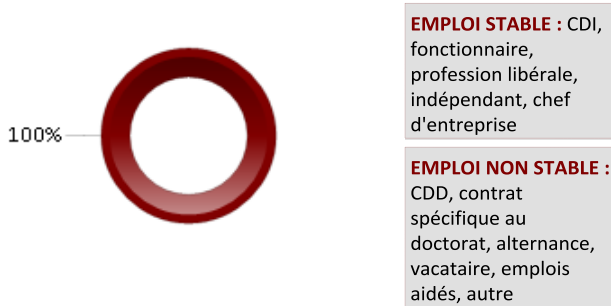 100%
EMPLOI STABLE : CDI,
fonctionnaire,
profession libérale,
indépendant, chef
d'entreprise
EMPLOI NON STABLE :
CDD, contrat
spécifique au
doctorat, alternance,
vacataire, emplois
aidés, autre